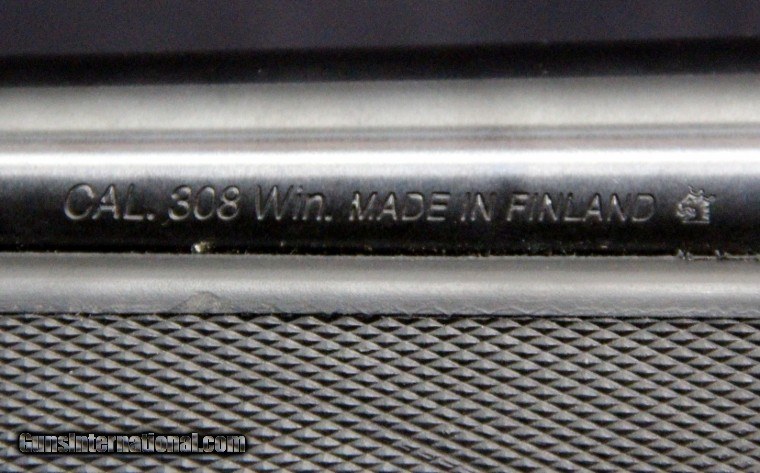 CAL. 308 Win. MADE IN FINLAND
GunsInternational.com